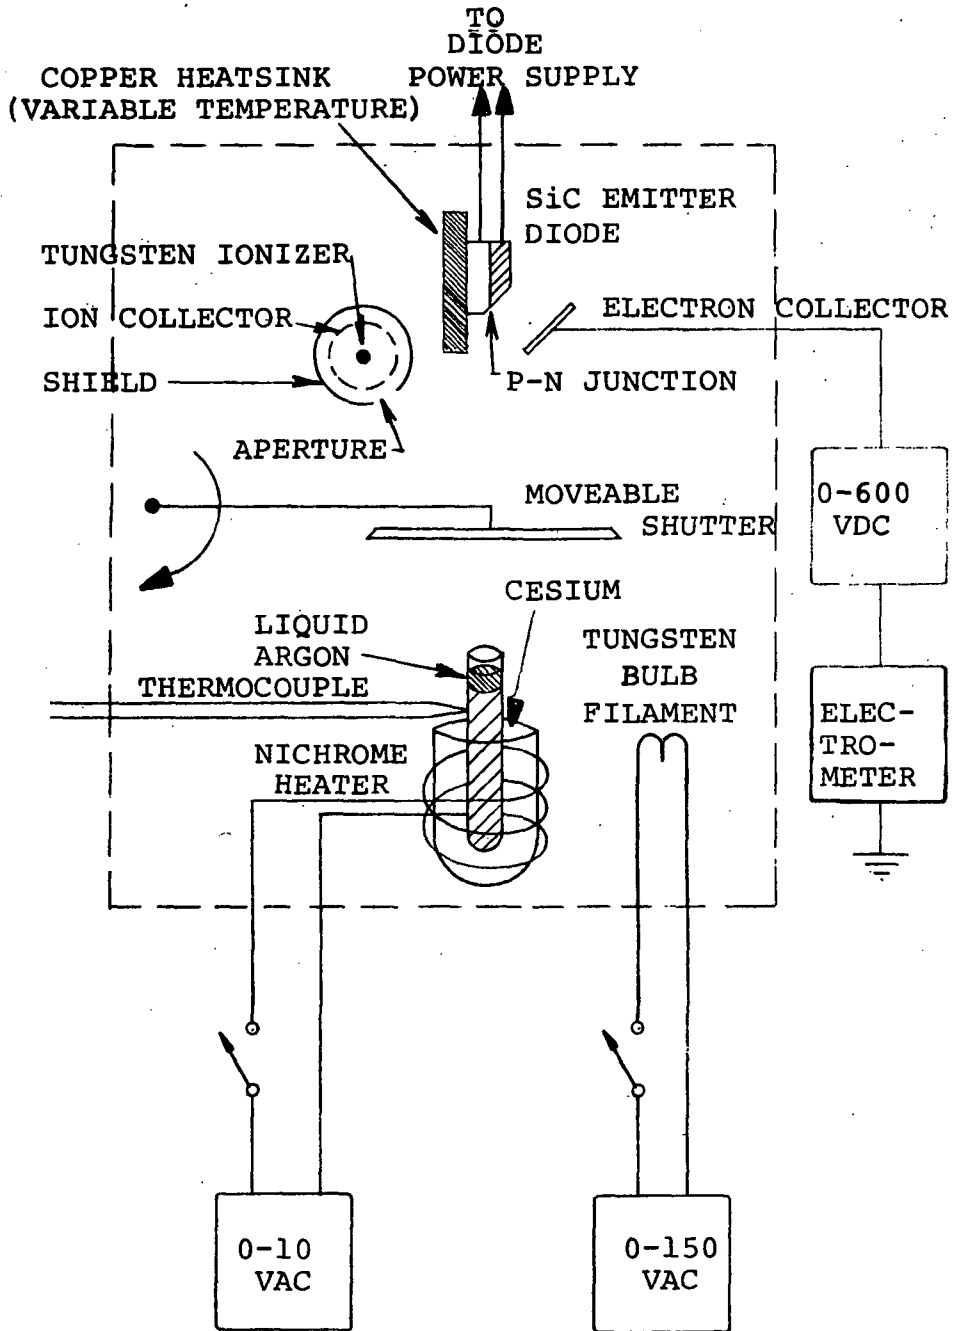 TO
DIODE
POWER SUPPLY
COPPER HEATSINK
(VARIABLE TEMPERATURE)
SiC EMITTER
DIODE
TUNGSTEN IONIZER
ION COLLECTOR
SHIELD
ELECTRON COLLECTOR
P-N JUNCTION
APERTURE
MOVEABLE
SHUTTER
0-600
VDC
CESIUM
LIQUID
ARGON
THERMOCOUPLE
TUNGSTEN
BULB
FILAMENT
ELEC-
TRO-
METER
NICHROME
HEATER
0-10
VAC
0-150
VAC